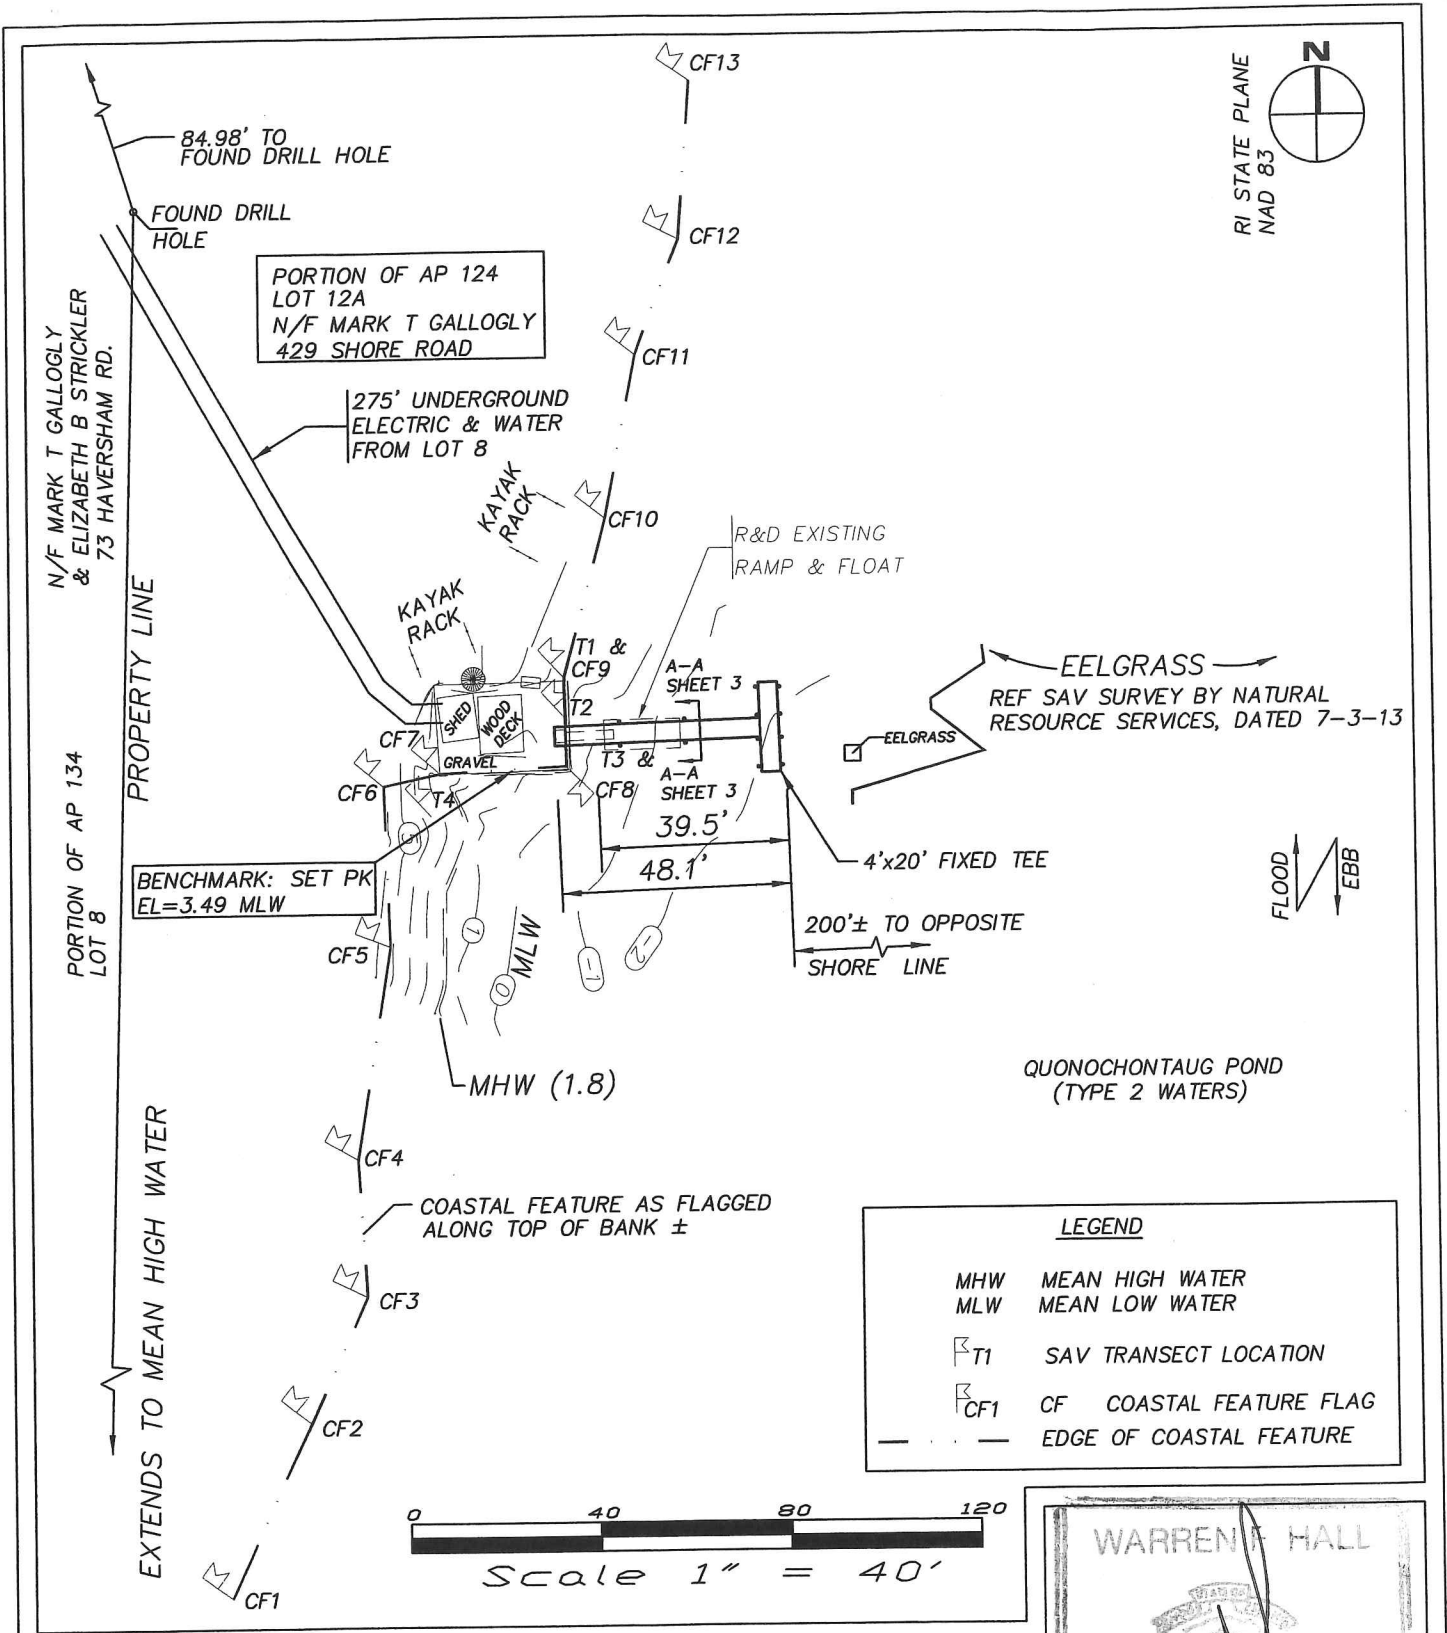 CF13
N
RI STATE PLANE
NAD 83
84.98' TO
FOUND DRILL HOLE
FOUND DRILL
HOLE
CF12
PORTION OF AP 124
LOT 12A
N/F MARK T GALLOGLY
429 SHORE ROAD
N/F MARK T GALLOGLY
& ELIZABETH B STRICKLER
73 HAVERSHAM RD.
CF11
275' UNDERGROUND
ELECTRIC & WATER
FROM LOT 8
KAYAK
RACK
CF10
R&D EXISTING
RAMP & FLOAT
PROPERTY LINE
KAYAK
RACK
T1 &
CF9
A-A
SHEET 3
EELGRASS
REF SAV SURVEY BY NATURAL
RESOURCE SERVICES, DATED 7-3-13
SHED
WOOD
DECK
T2
CF7
GRAVEL
T3 &
CF8
EELGRASS
A-A
SHEET 3
CF6
T4
PORTION OF AP 134
LOT 8
3
39.5'
48.1'
4'x20' FIXED TEE
BENCHMARK: SET PK
EL=3.49 MLW
FLOOD
EBB
CF5
1
MLW
0
-1
-2
200'± TO OPPOSITE
SHORE LINE
MHW (1.8)
QUONOCHONTAUG POND
(TYPE 2 WATERS)
EXTENDS TO MEAN HIGH WATER
CF4
COASTAL FEATURE AS FLAGGED
ALONG TOP OF BANK ±
CF3
CF2
CF1
LEGEND
MHW MEAN HIGH WATER
MLW MEAN LOW WATER
T1 SAV TRANSECT LOCATION
CF1 CF COASTAL FEATURE FLAG
EDGE OF COASTAL FEATURE
0 40 80 120
Scale 1" = 40'
WARREN F HALL